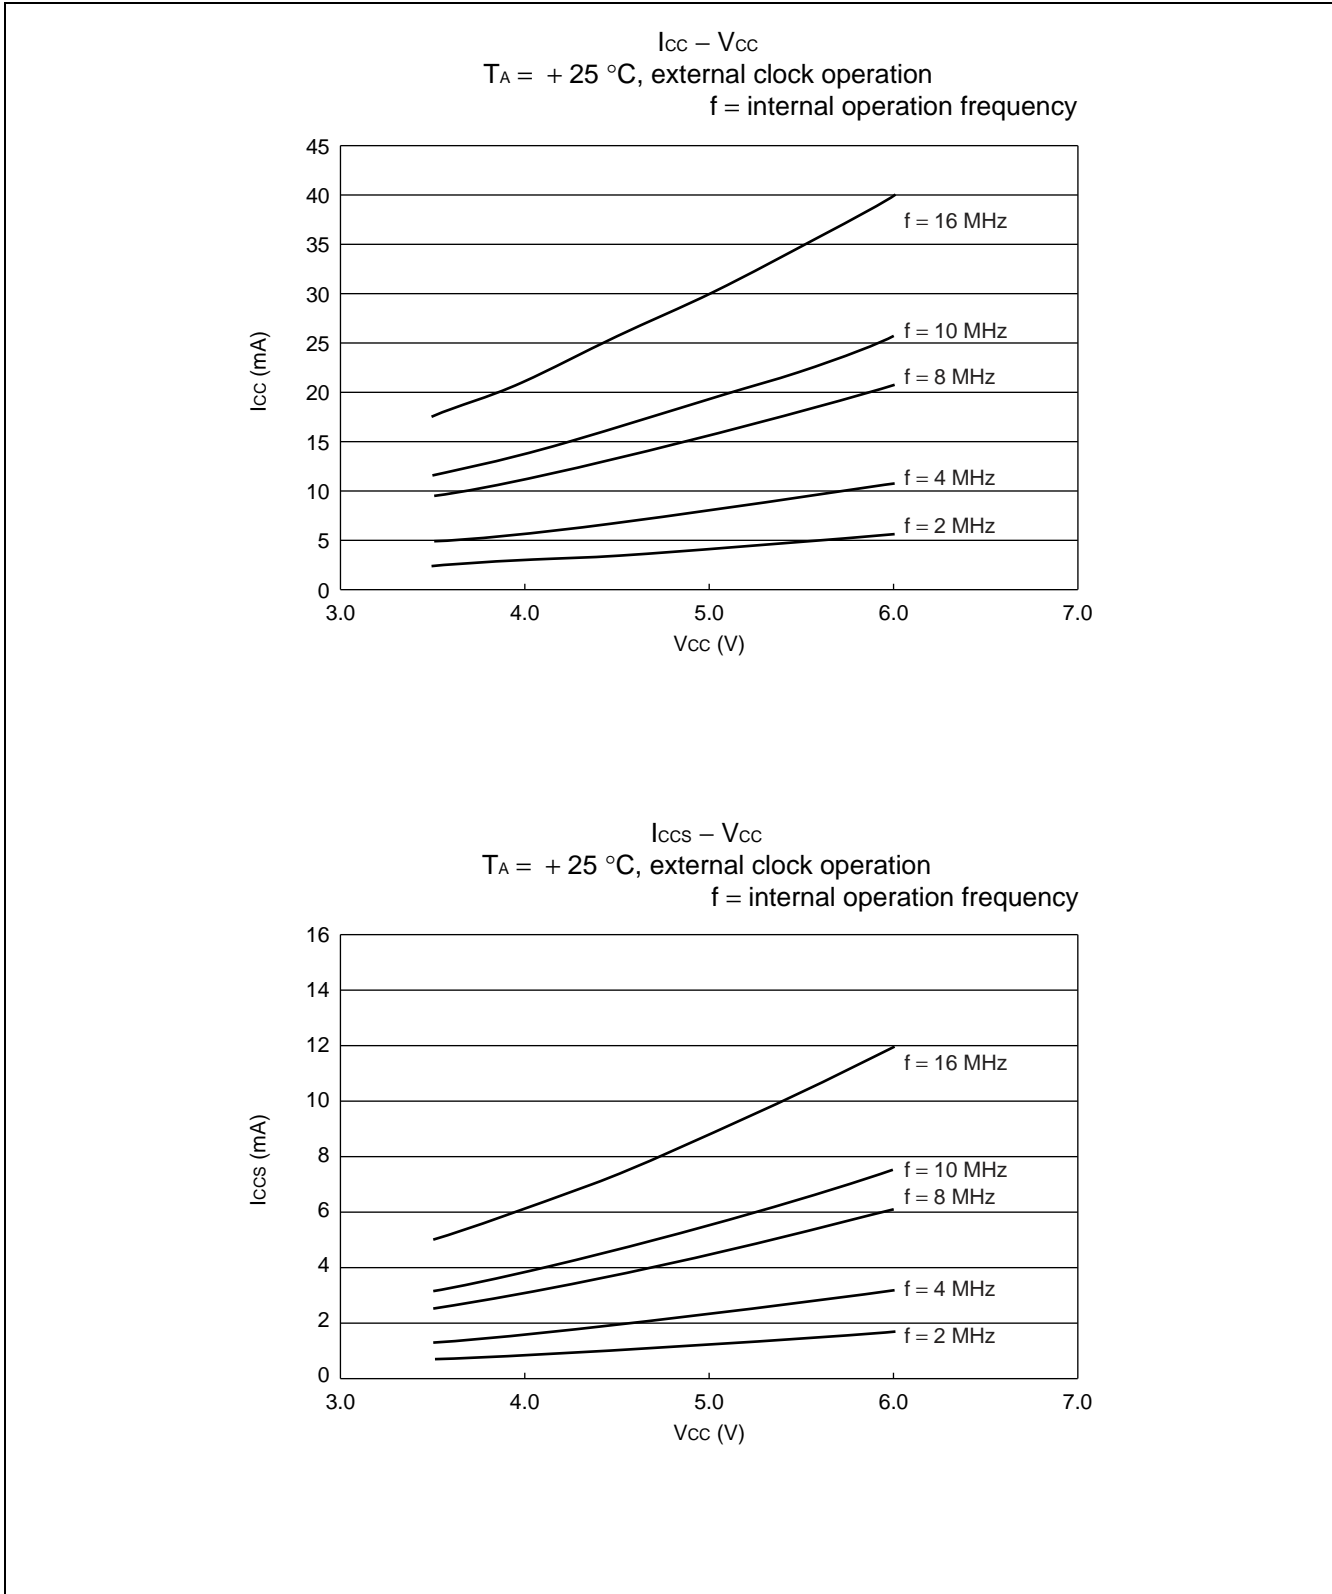 ICC – VCC
TA = + 25 °C, external clock operation
f = internal operation frequency
45
40
35
30
25
20
15
10
5
0
ICC (mA)
f = 16 MHz
f = 10 MHz
f = 8 MHz
f = 4 MHz
f = 2 MHz
3.0 4.0 5.0 6.0 7.0
VCC (V)
ICCS – VCC
TA = + 25 °C, external clock operation
f = internal operation frequency
16
14
12
10
8
6
4
2
0
ICCS (mA)
f = 16 MHz
f = 10 MHz
f = 8 MHz
f = 4 MHz
f = 2 MHz
3.0 4.0 5.0 6.0 7.0
VCC (V)